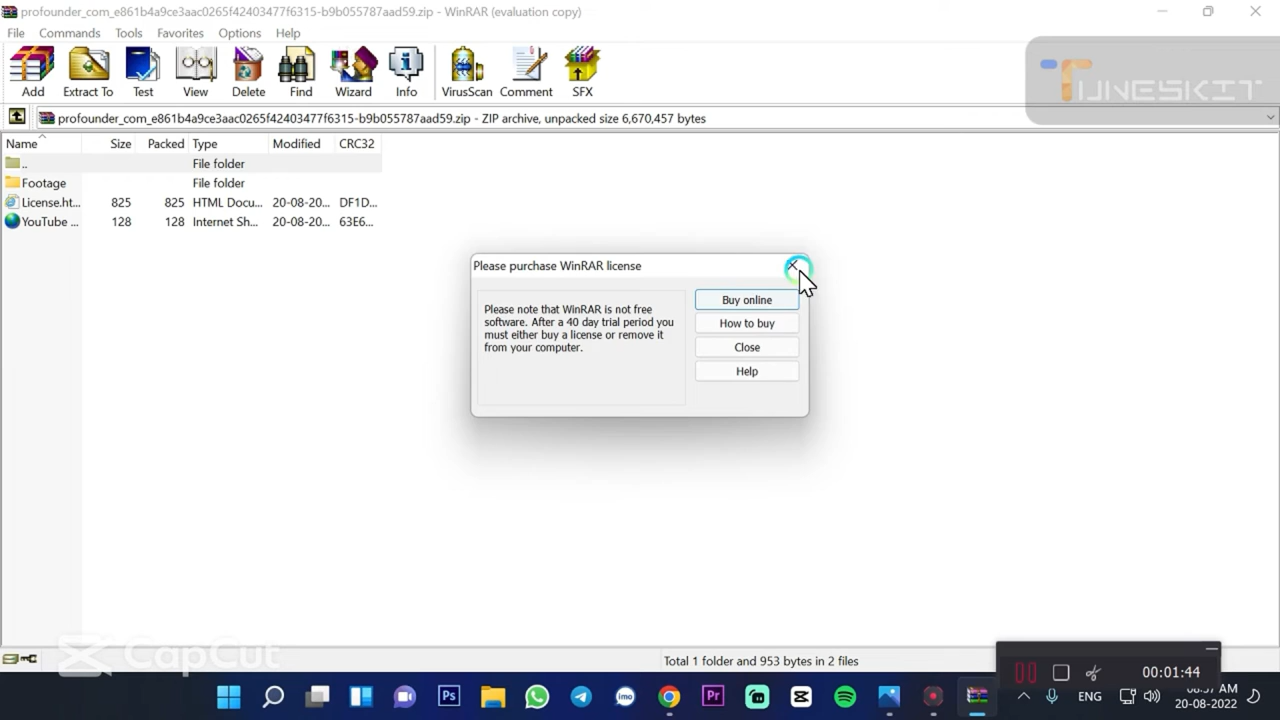 profounder_com_e861b4a9ce3aac0265f42403477f6315-b9b055787aad59.zip - WinRAR (evaluation copy)
File Commands Tools Favorites Options Help
Add Extract To Test View Delete Find Wizard Info VirusScan Comment SFX
TUNESKIT
profounder_com_e861b4a9ce3aac0265f42403477f6315-b9b055787aad59.zip - ZIP archive, unpacked size 6,670,457 bytes
Name Size Packed Type Modified CRC32
.. File folder
Footage File folder
License.ht... 825 825 HTML Docu... 20-08-20... DF1D...
YouTube ... 128 128 Internet Sh... 20-08-20... 63E6...
Please purchase WinRAR license
Please note that WinRAR is not free
software. After a 40 day trial period you
must either buy a license or remove it
from your computer.
Buy online
How to buy
Close
Help
CapCut
Total 1 folder and 953 bytes in 2 files
00:01:44
Ps imo Pr ENG
AM
20-08-2022